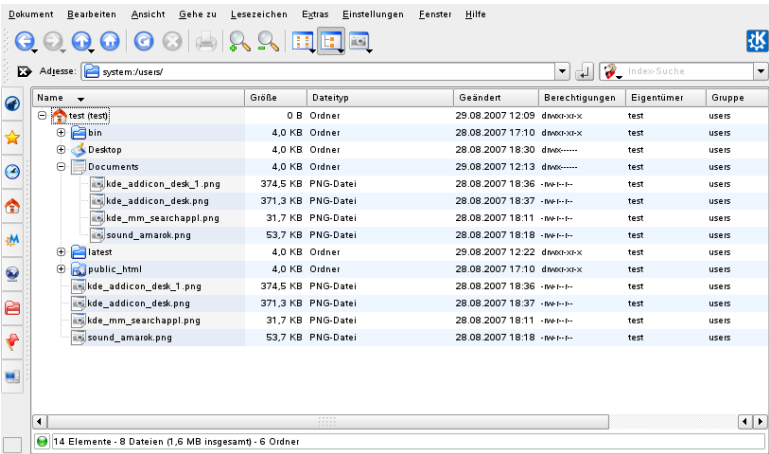 Dokument Bearbeiten Ansicht Gehe zu Lesezeichen Extras Einstellungen Fenster Hilfe
Adresse: system:/users/ Index-Suche
Name Größe Dateityp Geändert Berechtigungen Eigentümer Gruppe
test (test) 0 B Ordner 29.08.2007 12:09 drwxr-xr-x test users
bin 4,0 KB Ordner 28.08.2007 17:10 drwxr-xr-x test users
Desktop 4,0 KB Ordner 28.08.2007 18:30 drwx------ test users
Documents 4,0 KB Ordner 29.08.2007 12:13 drwx------ test users
kde_addicon_desk_1.png 374,5 KB PNG-Datei 28.08.2007 18:36 -rw-r--r-- test users
kde_addicon_desk.png 371,3 KB PNG-Datei 28.08.2007 18:37 -rw-r--r-- test users
kde_mm_searchappl.png 31,7 KB PNG-Datei 28.08.2007 18:11 -rw-r--r-- test users
sound_amarok.png 53,7 KB PNG-Datei 28.08.2007 18:18 -rw-r--r-- test users
latest 4,0 KB Ordner 29.08.2007 12:22 drwxr-xr-x test users
public_html 4,0 KB Ordner 28.08.2007 17:10 drwxr-xr-x test users
kde_addicon_desk_1.png 374,5 KB PNG-Datei 28.08.2007 18:36 -rw-r--r-- test users
kde_addicon_desk.png 371,3 KB PNG-Datei 28.08.2007 18:37 -rw-r--r-- test users
kde_mm_searchappl.png 31,7 KB PNG-Datei 28.08.2007 18:11 -rw-r--r-- test users
sound_amarok.png 53,7 KB PNG-Datei 28.08.2007 18:18 -rw-r--r-- test users
14 Elemente - 8 Dateien (1,6 MB insgesamt) - 6 Ordner